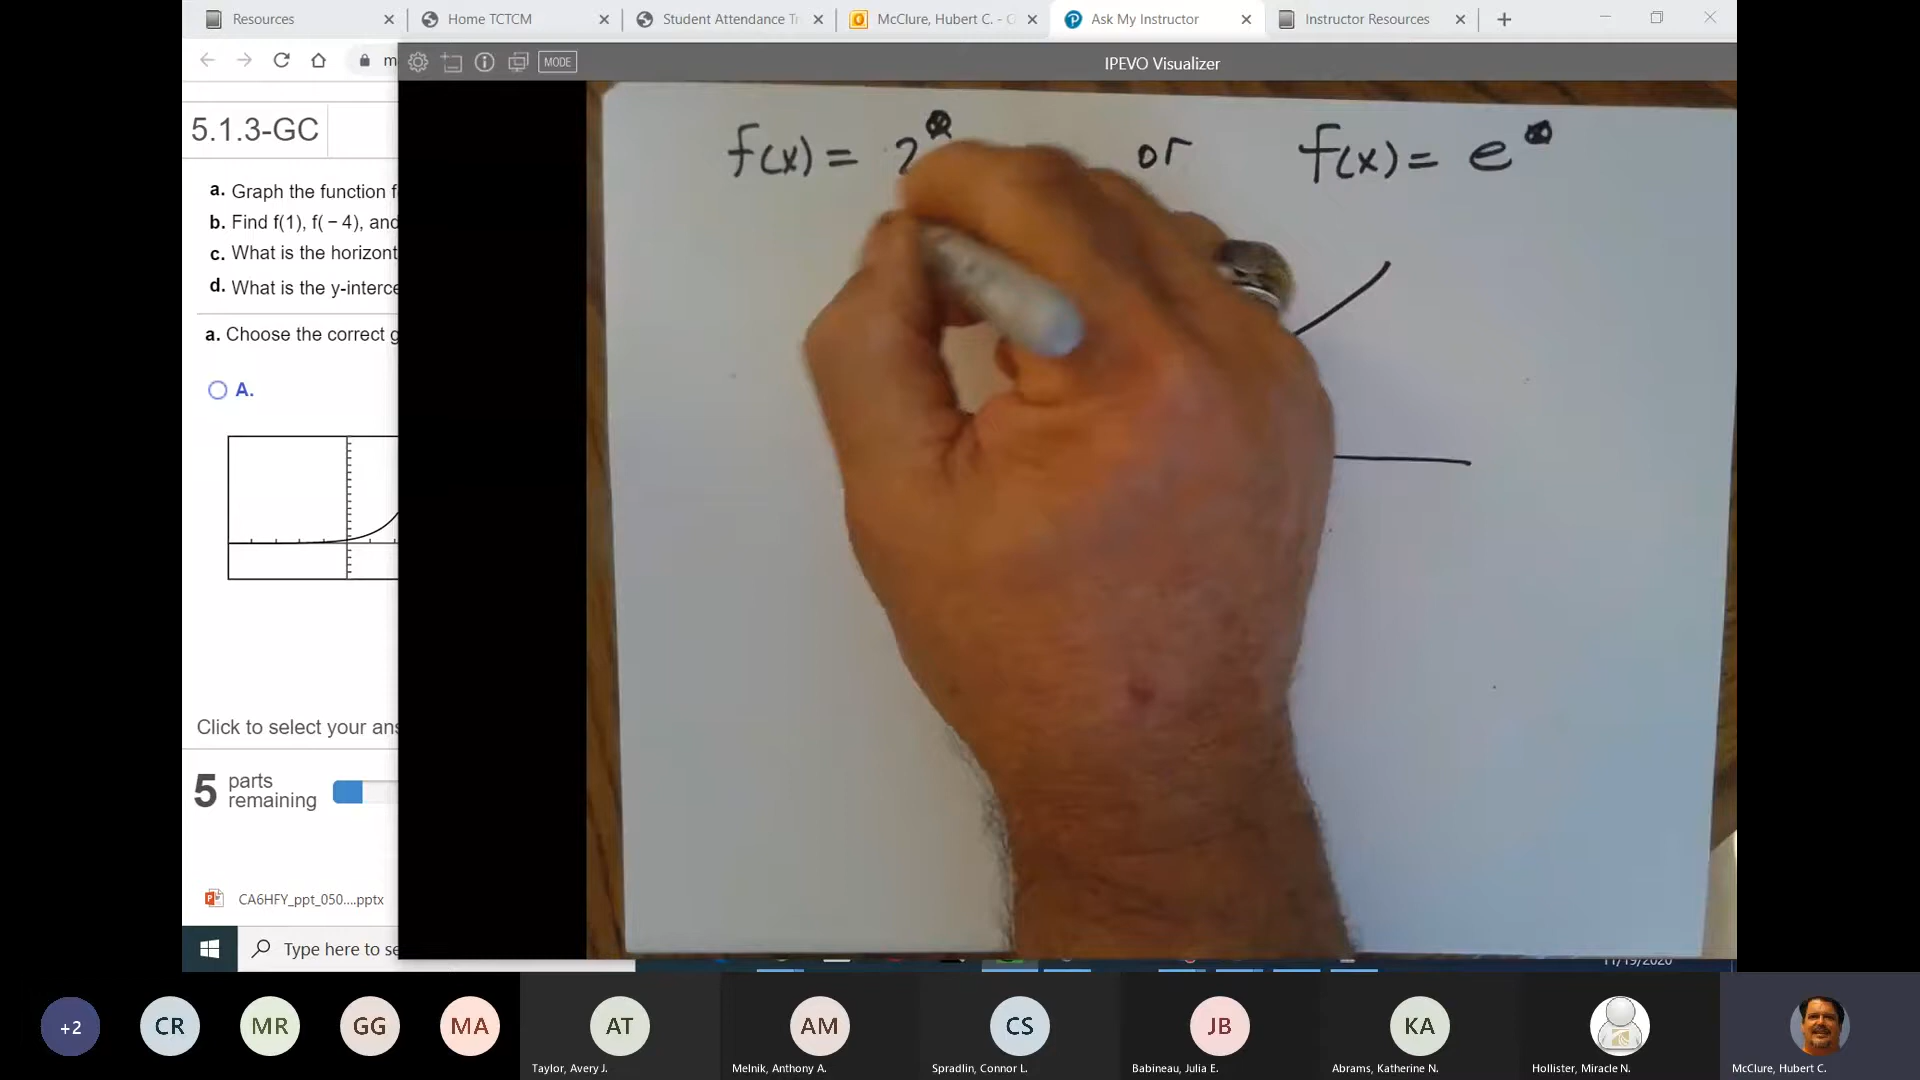 Resources
Home TCTCM
Student Attendance Tr
McClure, Hubert C. - O
Ask My Instructor
Instructor Resources
m
MODE
IPEVO Visualizer
5.1.3-GC
a. Graph the function f
b. Find f(1), f( − 4), and
c. What is the horizont
d. What is the y-interce
a. Choose the correct g
A.
f(x) = 2
or
f(x) = e
Click to select your ans
5 parts remaining
CA6HFY_ppt_050....pptx
Type here to se
11/19/2020
+2
CR
MR
GG
MA
AT
AM
CS
JB
KA
Taylor, Avery J.
Melnik, Anthony A.
Spradlin, Connor L.
Babineau, Julia E.
Abrams, Katherine N.
Hollister, Miracle N.
McClure, Hubert C.